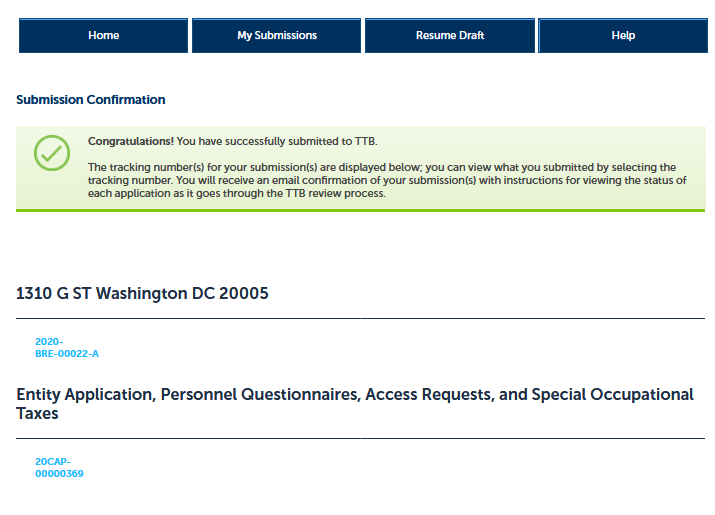 Home
My Submissions
Resume Draft
Help
Submission Confirmation
Congratulations! You have successfully submitted to TTB.
The tracking number(s) for your submission(s) are displayed below; you can view what you submitted by selecting the
tracking number. You will receive an email confirmation of your submission(s) with instructions for viewing the status of
each application as it goes through the TTB review process.
1310 G ST Washington DC 20005
2020-
BRE-00022-A
Entity Application, Personnel Questionnaires, Access Requests, and Special Occupational
Taxes
20CAP-
00000369